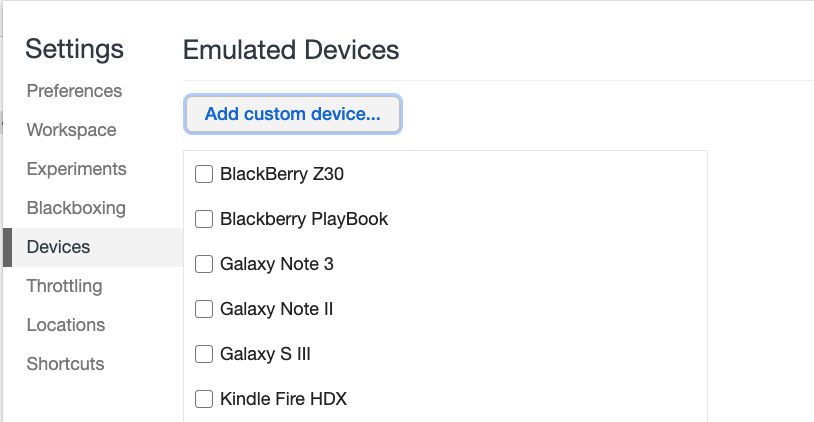 Settings
Preferences
Workspace
Experiments
Blackboxing
Devices
Throttling
Locations
Shortcuts
Emulated Devices
Add custom device...
BlackBerry Z30
Blackberry PlayBook
Galaxy Note 3
Galaxy Note II
Galaxy S III
Kindle Fire HDX